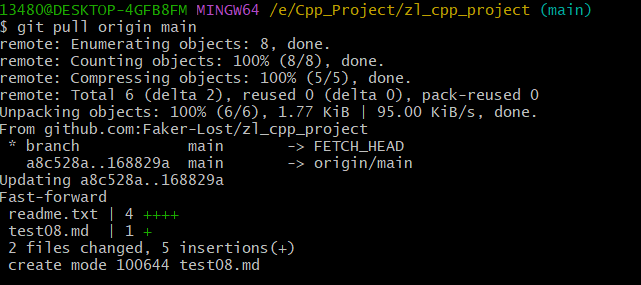 13480@DESKTOP-4GFB8FM MINGW64 /e/Cpp_Project/zl_cpp_project (main)
$ git pull origin main
remote: Enumerating objects: 8, done.
remote: Counting objects: 100% (8/8), done.
remote: Compressing objects: 100% (5/5), done.
remote: Total 6 (delta 2), reused 0 (delta 0), pack-reused 0
Unpacking objects: 100% (6/6), 1.77 KiB | 95.00 KiB/s, done.
From github.com:Faker-Lost/zl_cpp_project
 * branch            main       -> FETCH_HEAD
   a8c528a..168829a  main       -> origin/main
Updating a8c528a..168829a
Fast-forward
 readme.txt | 4 ++++
 test08.md  | 1 +
 2 files changed, 5 insertions(+)
 create mode 100644 test08.md